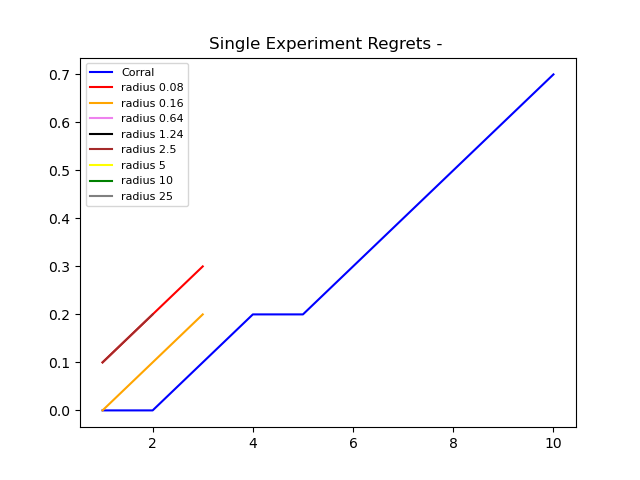 Single Experiment Regrets -
0.7
0.6
0.5
0.4
0.3
0.2
0.1
0.0
Corral
radius 0.08
radius 0.16
radius 0.64
radius 1.24
radius 2.5
radius 5
radius 10
radius 25
2 4 6 8 10